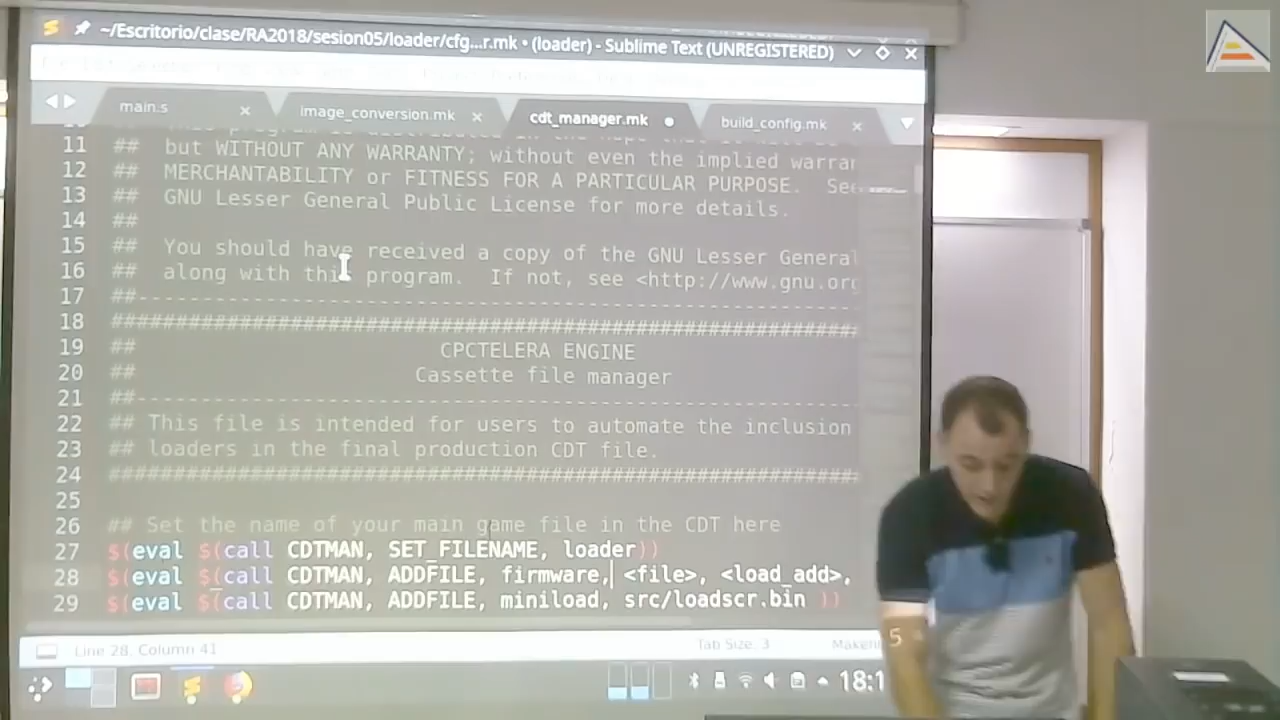 ~/Escritorio/clase/RA2018/sesion05/loader/cfg...r.mk • (loader) - Sublime Text (UNREGISTERED)
main.s
image_conversion.mk
cdt_manager.mk
build_config.mk
11 ## but WITHOUT ANY WARRANTY; without even the implied warran
12 ## MERCHANTABILITY or FITNESS FOR A PARTICULAR PURPOSE. See
13 ## GNU Lesser General Public License for more details.
14 ##
15 ## You should have received a copy of the GNU Lesser General
16 ## along with this program. If not, see <http://www.gnu.org
17 ##------------------------------------------------------------
18 ############################################################
19 ## CPCTELERA ENGINE
20 ## Cassette file manager
21 ##------------------------------------------------------------
22 ## This file is intended for users to automate the inclusion
23 ## loaders in the final production CDT file.
24 ############################################################
25
26 ## Set the name of your main game file in the CDT here
27 $(eval $(call CDTMAN, SET_FILENAME, loader))
28 $(eval $(call CDTMAN, ADDFILE, firmware, <file>, <load_add>,
29 $(eval $(call CDTMAN, ADDFILE, miniload, src/loadscr.bin ))
Line 28, Column 41
Tab Size: 3
18:1
5